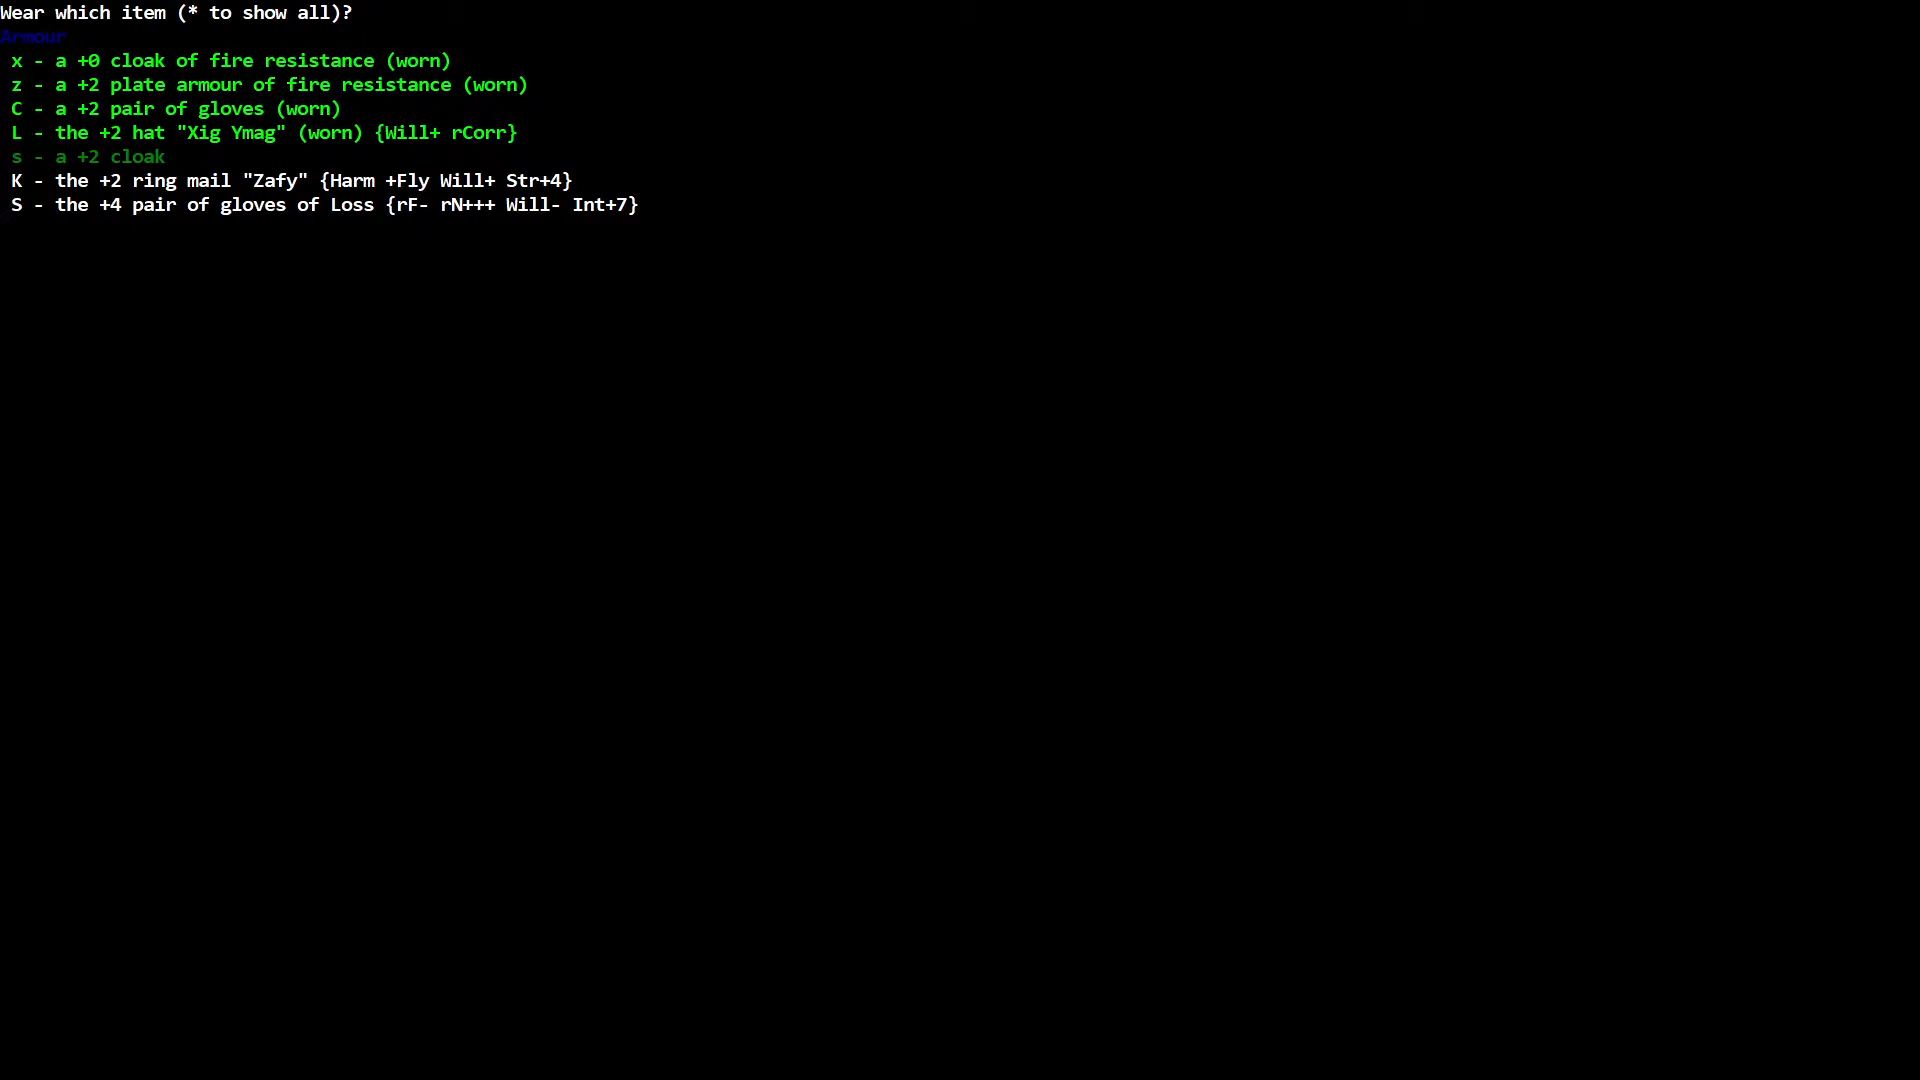 Wear which item (* to show all)?
Armour
x - a +0 cloak of fire resistance (worn)
z - a +2 plate armour of fire resistance (worn)
C - a +2 pair of gloves (worn)
L - the +2 hat "Xig Ymag" (worn) {Will+ rCorr}
s - a +2 cloak
K - the +2 ring mail "Zafy" {Harm +Fly Will+ Str+4}
S - the +4 pair of gloves of Loss {rF- rN+++ Will- Int+7}